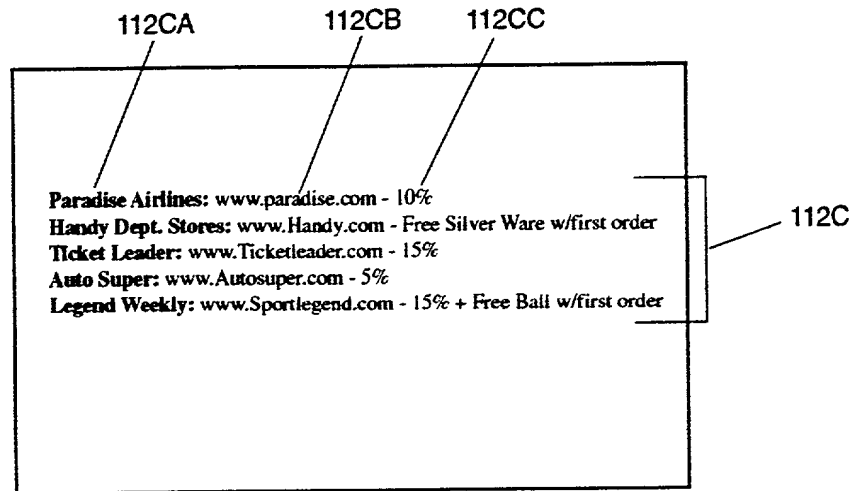 112CA 112CB 112CC
Paradise Airlines: www.paradise.com - 10%
Handy Dept. Stores: www.Handy.com - Free Silver Ware w/first order
Ticket Leader: www.Ticketleader.com - 15%
112C
Auto Super: www.Autosuper.com - 5%
Legend Weekly: www.Sportlegend.com - 15% + Free Ball w/first order